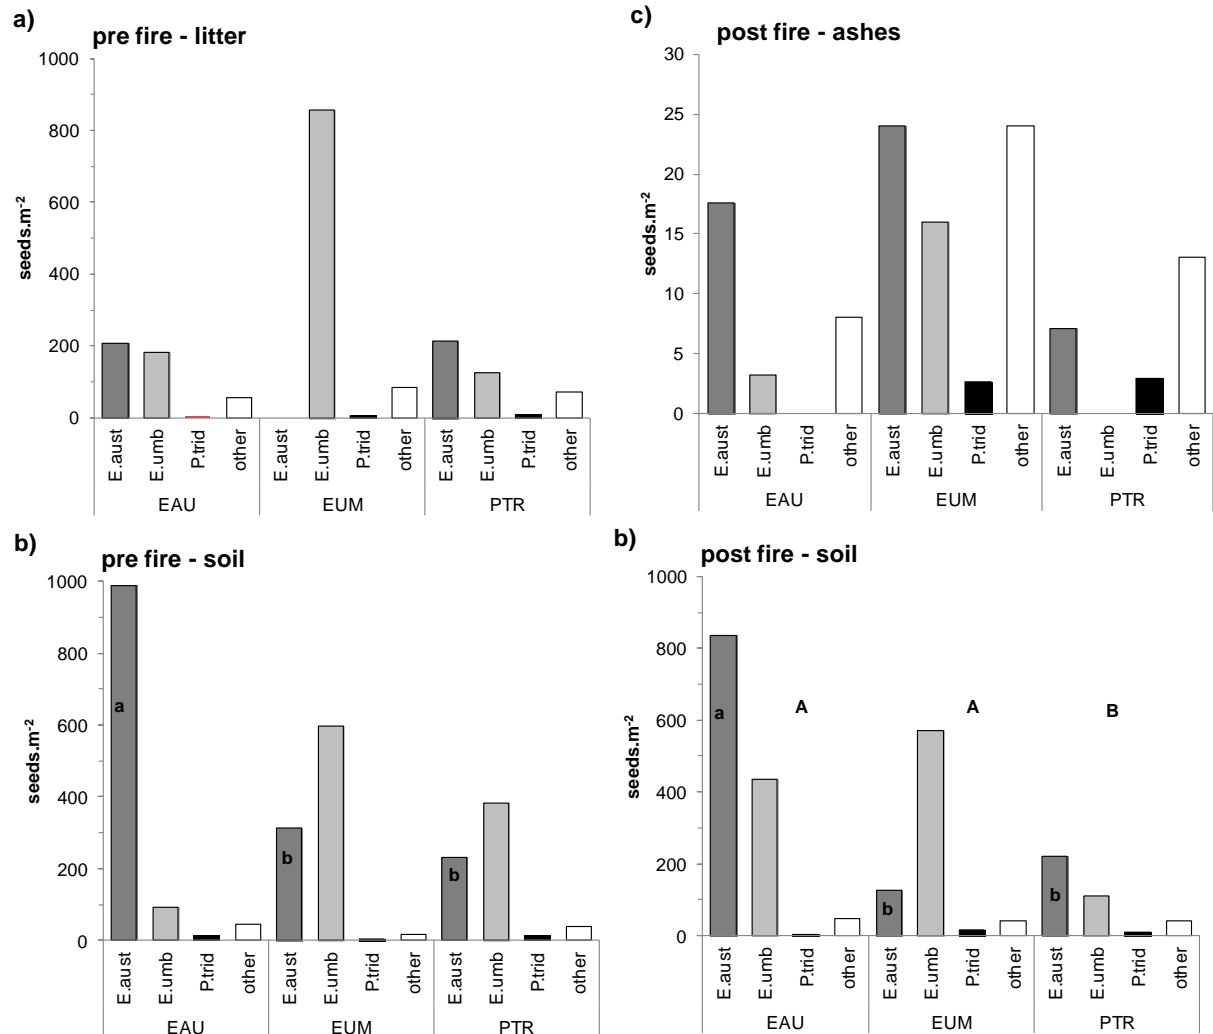 a)
pre fire - litter
1000
800
600
400
200
0
seeds.m-2
E.aust E.umb P.trid other E.aust E.umb P.trid other E.aust E.umb P.trid other
EAU EUM PTR
c)
post fire - ashes
30
25
20
15
10
5
0
seeds.m-2
E.aust E.umb P.trid other E.aust E.umb P.trid other E.aust E.umb P.trid other
EAU EUM PTR
b)
pre fire - soil
1000
800
600
400
200
0
seeds.m-2
a
b
b
E.aust E.umb P.trid other E.aust E.umb P.trid other E.aust E.umb P.trid other
EAU EUM PTR
b)
post fire - soil
1000
800
600
400
200
0
seeds.m-2
A A B
a
b
b
E.aust E.umb P.trid other E.aust E.umb P.trid other E.aust E.umb P.trid other
EAU EUM PTR